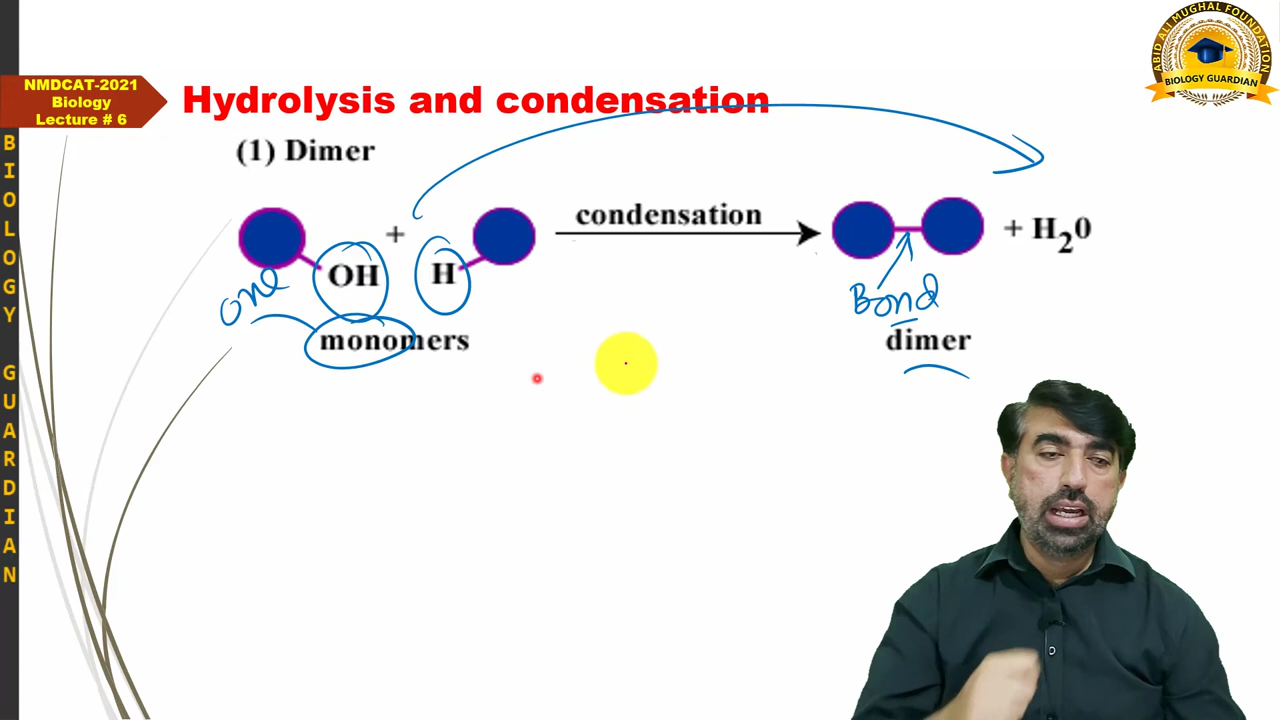 NMDCAT-2021
Biology
Lecture # 6
BIOLOGY GUARDIAN
Hydrolysis and condensation
ABID ALI MUGHAL FOUNDATION
BIOLOGY GUARDIAN
(1) Dimer
+
condensation
+ H₂0
OH
H
one
Bond
monomers
dimer